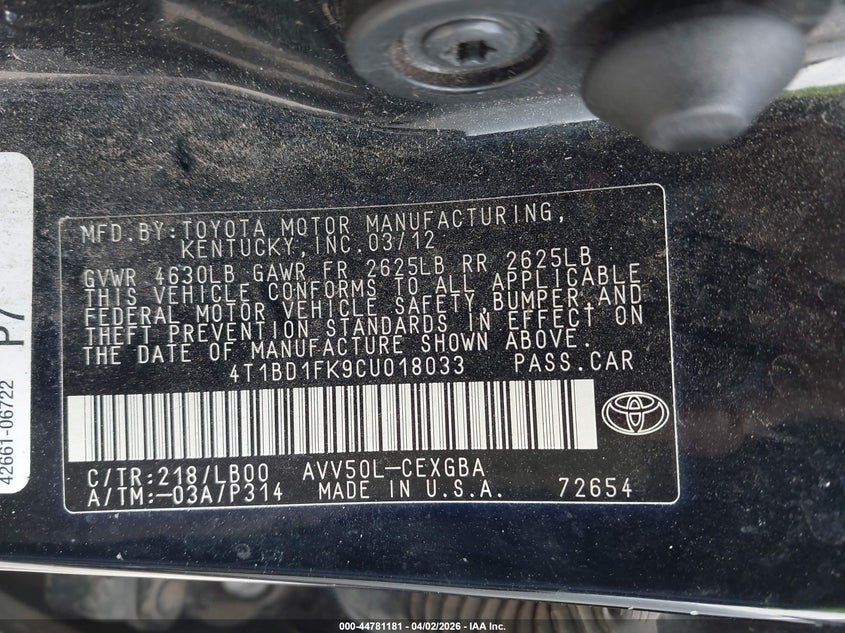 MFD. BY: TOYOTA MOTOR MANUFACTURING,
KENTUCKY, INC. 03/12
GVWR 4630LB GAWR FR 2625LB RR 2625LB
THIS VEHICLE CONFORMS TO ALL APPLICABLE
FEDERAL MOTOR VEHICLE SAFETY, BUMPER, AND
THEFT PREVENTION STANDARDS IN EFFECT ON
THE DATE OF MANUFACTURE SHOWN ABOVE.
4T1BD1FK9CU018033 PASS. CAR
C/TR: 218/LB00 AVV50L-CEXGBA
A/TM: -03A/P314 MADE IN U.S.A. 72654
42661-06722
P7
000-44781181 - 04/02/2026 - IAA Inc.